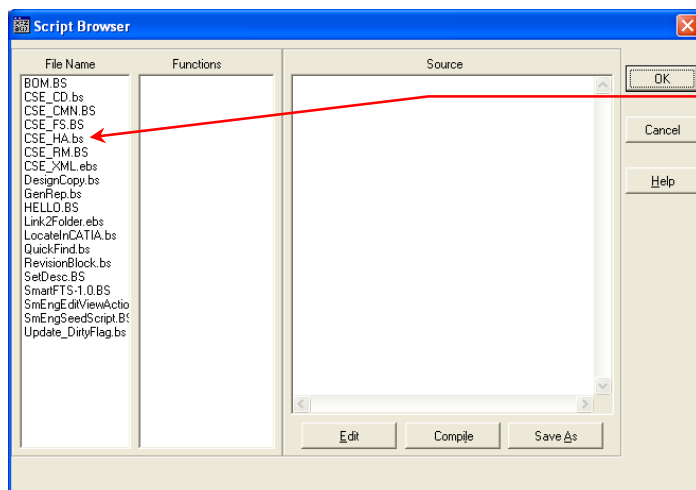 Script Browser
File Name
Functions
Source
BOM.BS
CSE_CD.bs
CSE_CMN.BS
CSE_FS.BS
CSE_HA.bs
CSE_RM.BS
CSE_XML.ebs
DesignCopy.bs
GenRep.bs
HELLO.BS
Link2Folder.ebs
LocateInCATIA.bs
QuickFind.bs
RevisionBlock.bs
SetDesc.BS
SmartFTS-1.0.BS
SmEngEditViewActio
SmEngSeedScript.BS
Update_DirtyFlag.bs
OK
Cancel
Help
Edit
Compile
Save As